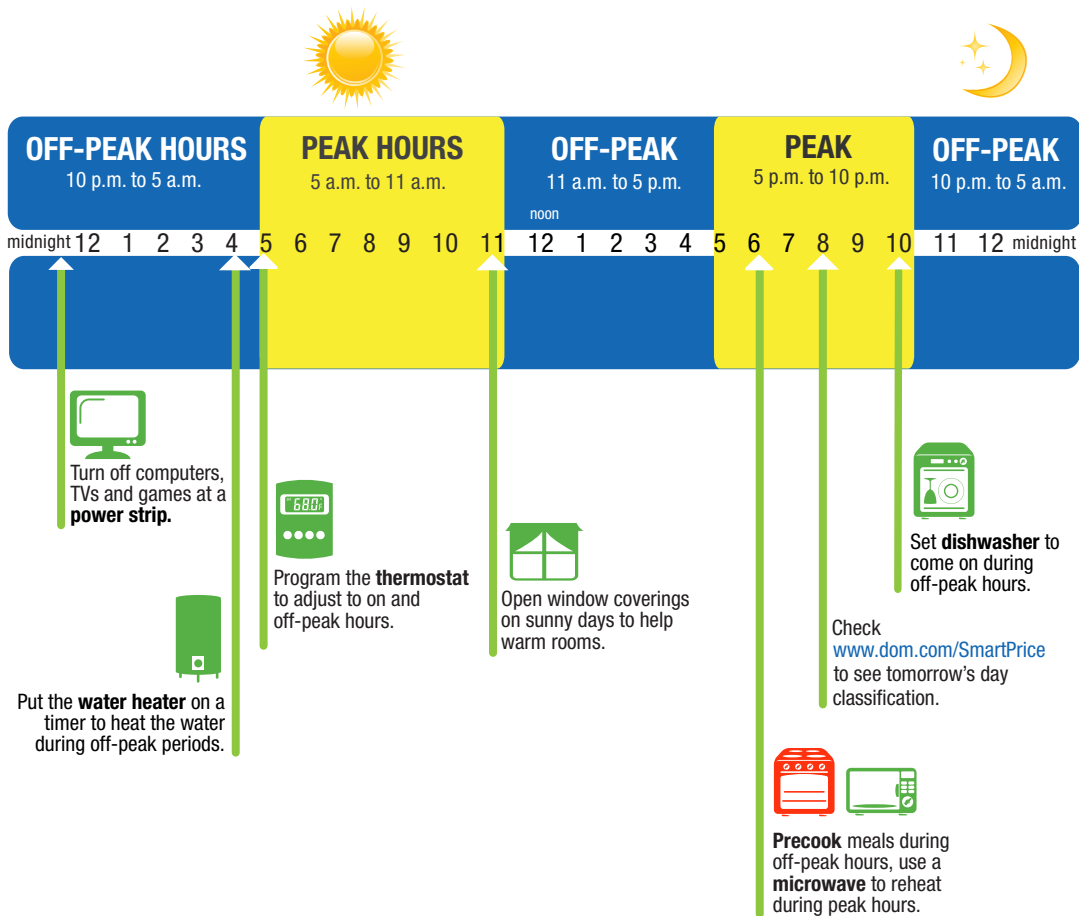 OFF-PEAK HOURS
10 p.m. to 5 a.m.
PEAK HOURS
5 a.m. to 11 a.m.
OFF-PEAK
11 a.m. to 5 p.m.
PEAK
5 p.m. to 10 p.m.
OFF-PEAK
10 p.m. to 5 a.m.
noon
midnight 12 1 2 3 4 5 6 7 8 9 10 11 12 1 2 3 4 5 6 7 8 9 10 11 12 midnight
Turn off computers,
TVs and games at a
power strip.
68.0F
Program the thermostat
to adjust to on and
off-peak hours.
Put the water heater on a
timer to heat the water
during off-peak periods.
Open window coverings
on sunny days to help
warm rooms.
Set dishwasher to
come on during
off-peak hours.
Check
www.dom.com/SmartPrice
to see tomorrow's day
classification.
Precook meals during
off-peak hours, use a
microwave to reheat
during peak hours.